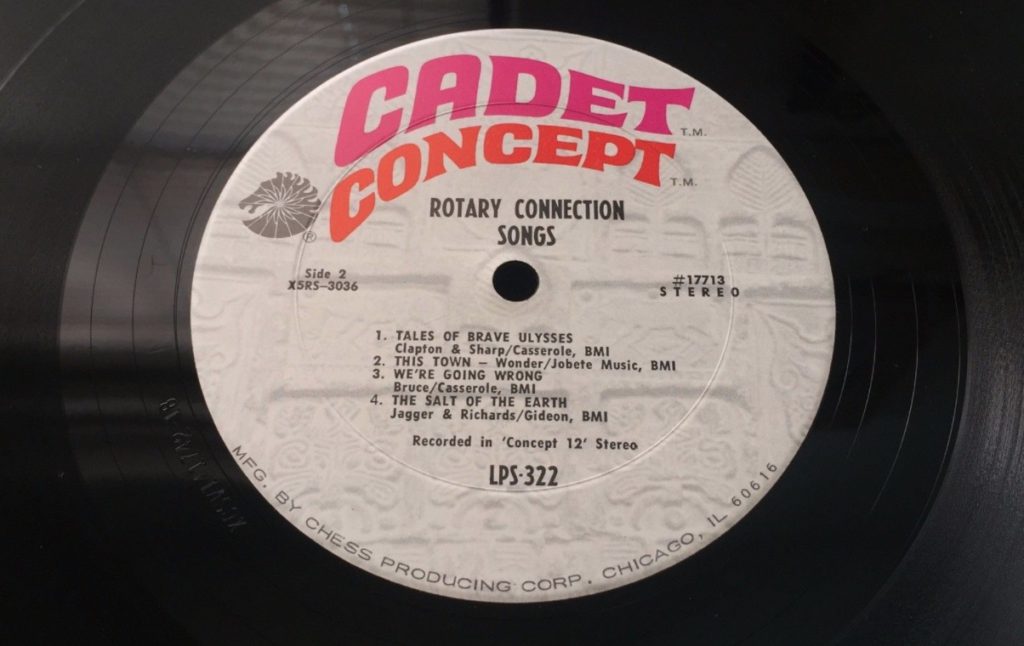 CADET T.M.
CONCEPT T.M.
®
ROTARY CONNECTION
SONGS
Side 2
X5RS-3036
#17713
STEREO
1. TALES OF BRAVE ULYSSES
Clapton & Sharp/Casserole, BMI
2. THIS TOWN – Wonder/Jobete Music, BMI
3. WE'RE GOING WRONG
Bruce/Casserole, BMI
4. THE SALT OF THE EARTH
Jagger & Richards/Gideon, BMI
Recorded in 'Concept 12' Stereo
LPS-322
MFG. BY CHESS PRODUCING CORP. CHICAGO, IL 60616